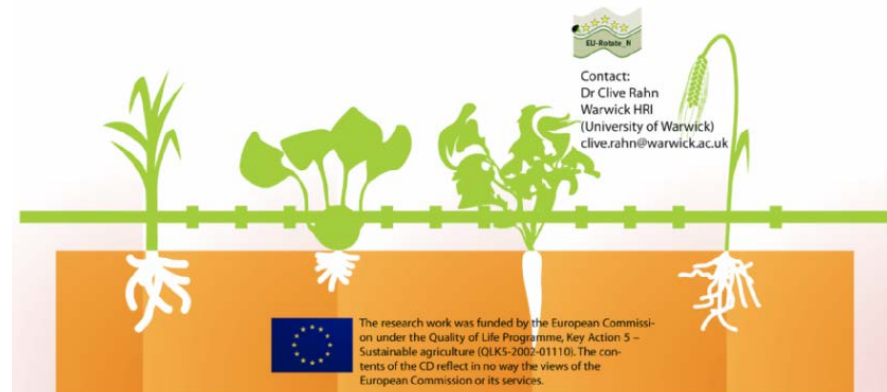 EU-Rotate_N
Contact:
Dr Clive Rahn
Warwick HRI
(University of Warwick)
clive.rahn@warwick.ac.uk
The research work was funded by the European Commissi-
on under the Quality of Life Programme, Key Action 5 –
Sustainable agriculture (QLK5-2002-01110). The con-
tents of the CD reflect in no way the views of the
European Commission or its services.